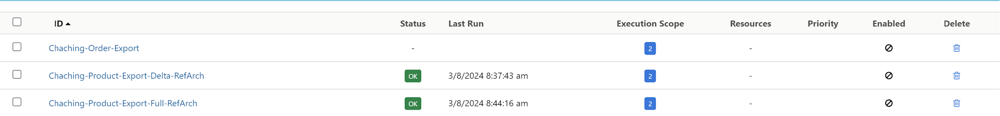 ID Status Last Run Execution Scope Resources Priority Enabled Delete
Chaching-Order-Export - 2 -
Chaching-Product-Export-Delta-RefArch OK 3/8/2024 8:37:43 am 2 -
Chaching-Product-Export-Full-RefArch OK 3/8/2024 8:44:16 am 2 -